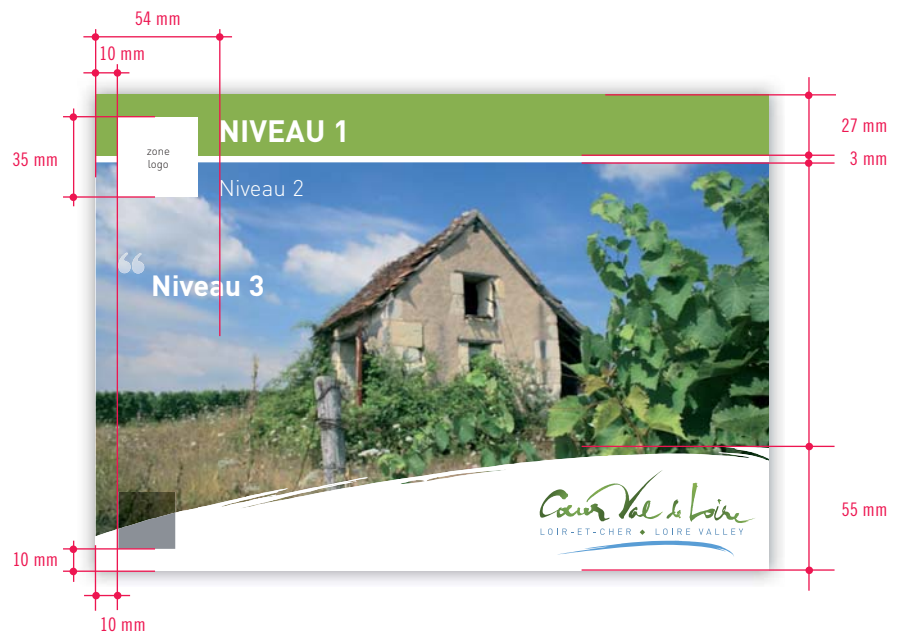 54 mm
10 mm
NIVEAU 1
27 mm
35 mm
zone
logo
3 mm
Niveau 2
“
Niveau 3
Cœur Val de Loire
LOIR-ET-CHER ◆ LOIRE VALLEY
55 mm
10 mm
10 mm